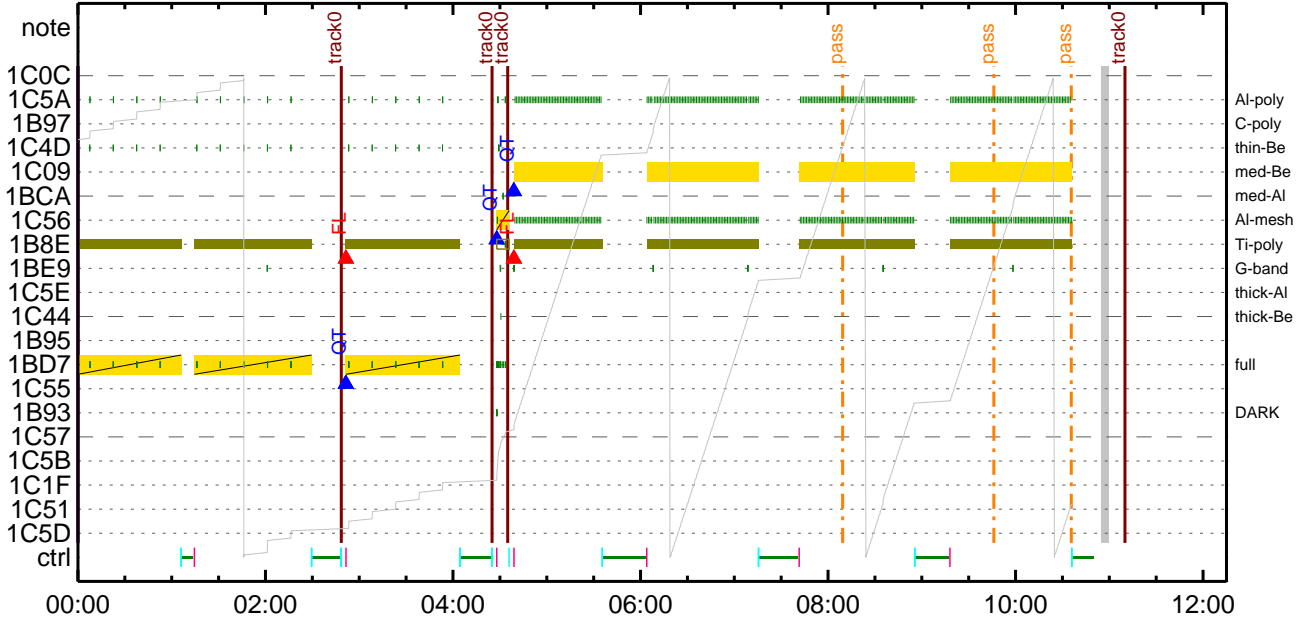 note
track0
track0
track0
pass
pass
pass
track0
1C0C
1C5A Al-poly
1B97 C-poly
1C4D thin-Be
QT
1C09 med-Be
1BCA med-Al
QT
1C56 Al-mesh
FL
FL
1B8E Ti-poly
1BE9 G-band
1C5E thick-Al
1C44 thick-Be
1B95
QT
1BD7 full
1C55
1B93 DARK
1C57
1C5B
1C1F
1C51
1C5D
ctrl
00:00 02:00 04:00 06:00 08:00 10:00 12:00